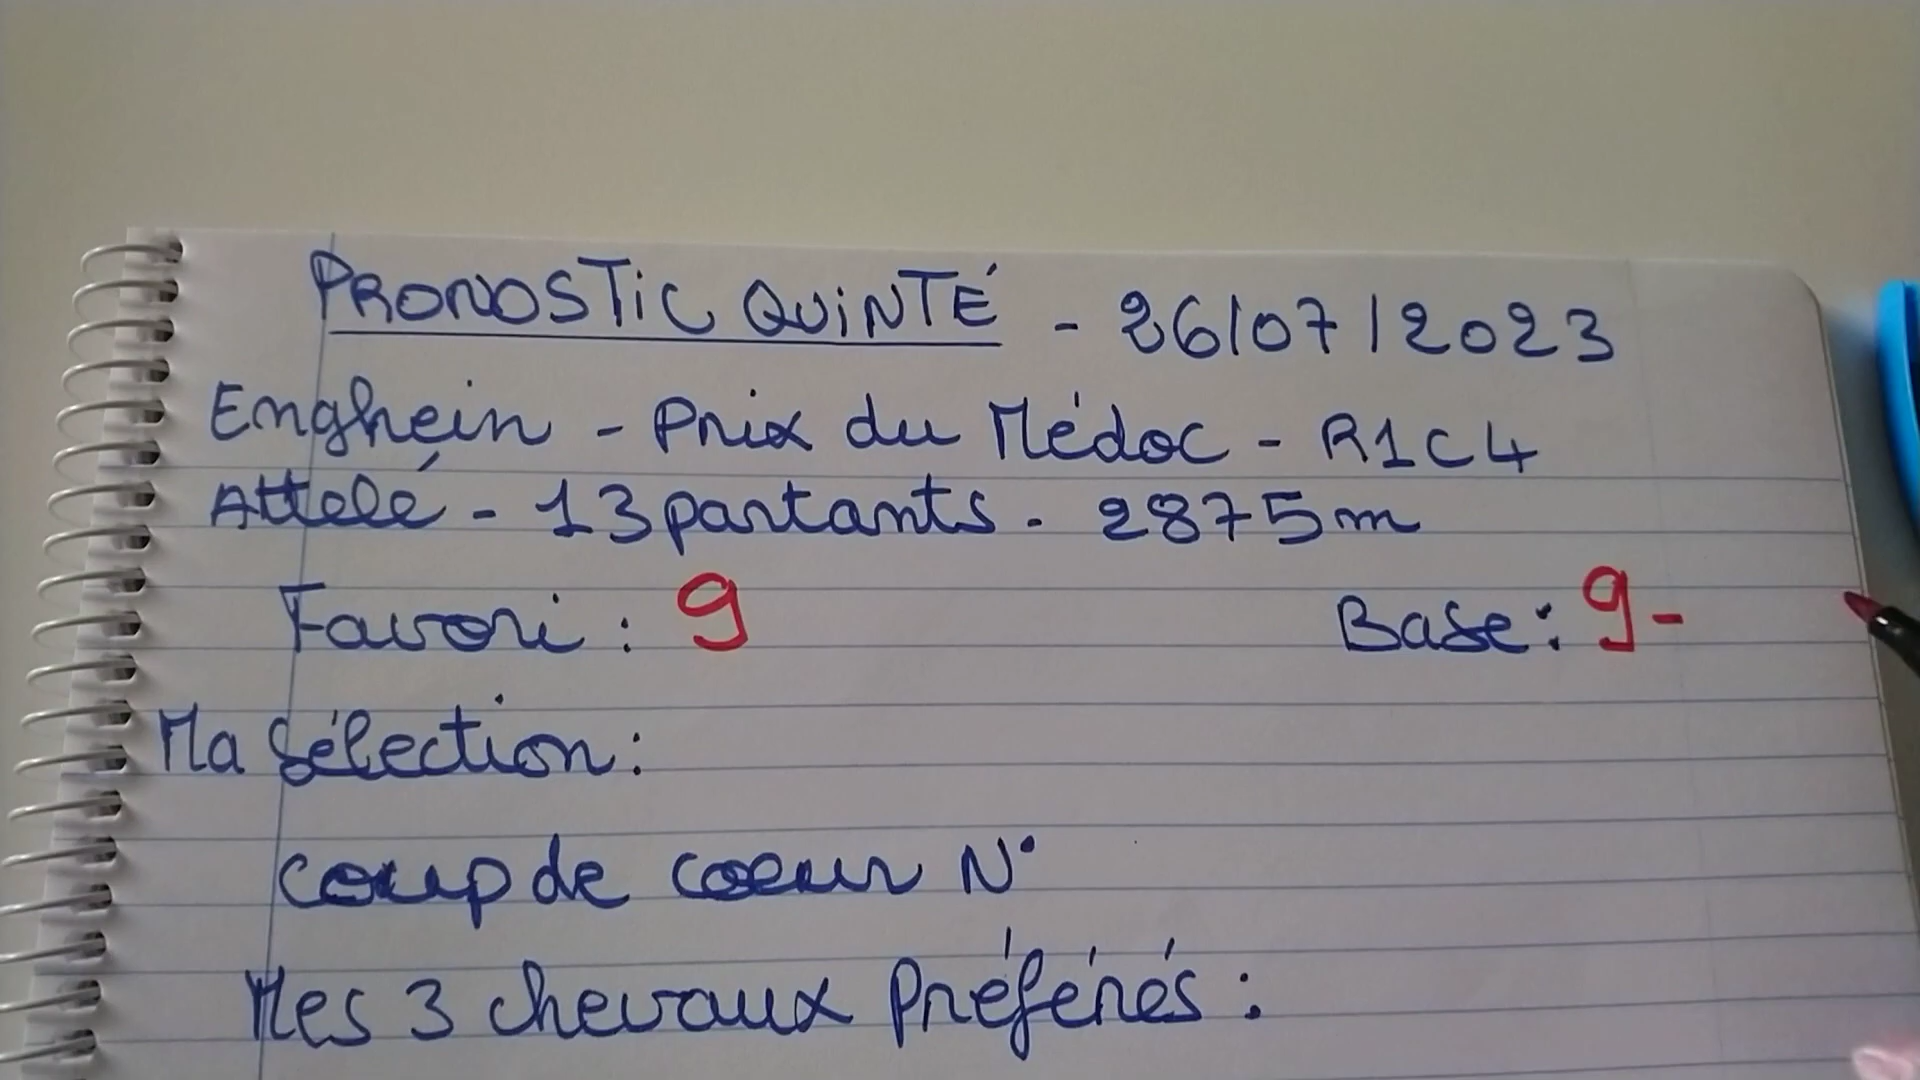 PRONOSTIC QUINTÉ - 26/07/2023
Enghein - Prix du Médoc - R1C4
Attelé - 13 partants - 2875m
Favori : 9 Base : 9 -
Ma Sélection :
coup de coeur N°
Mes 3 chevaux Préférés :